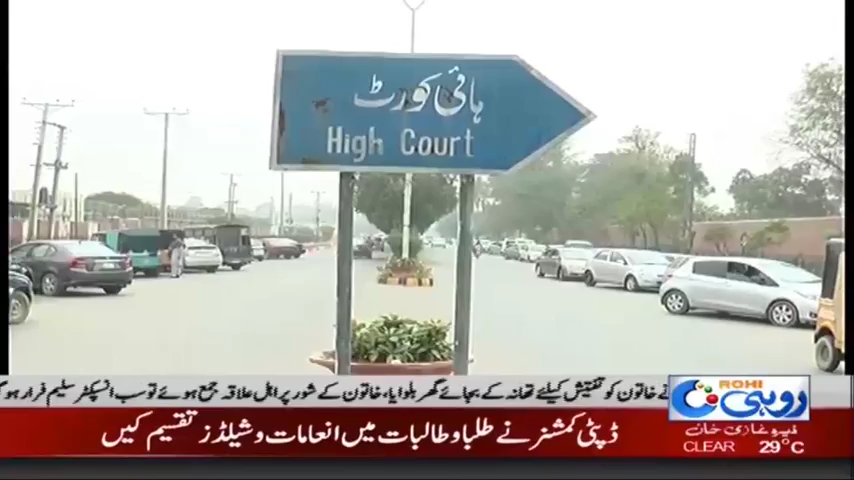 ہائی کورٹ
High Court
نے خاتون کو تفتیش کیلئے تھانہ کے بجائے گھر بلوایا، خاتون کے شور پر اہل علاقہ جمع ہوئے تو سب انسپکٹر سلیم فرار ہو
ROHI
روہی
ڈپٹی کمشنر نے طلبا و طالبات میں انعامات و شیلڈز تقسیم کیں
ڈیرہ غازی خان
CLEAR 29°C